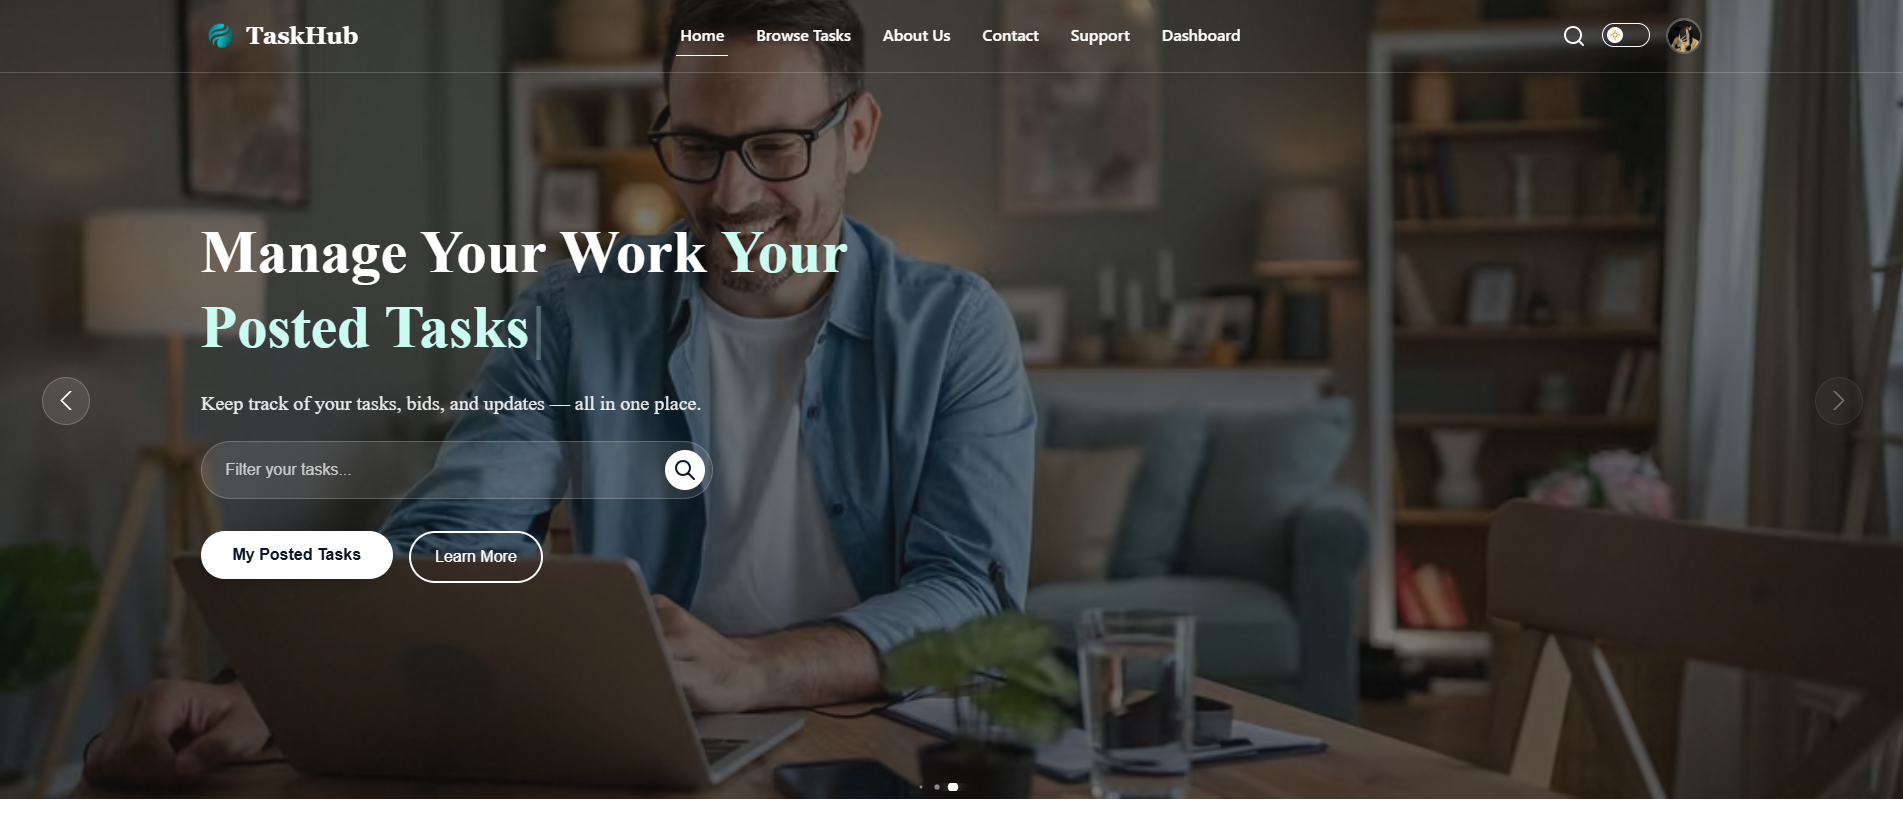 TaskHub
Home
Browse Tasks
About Us
Contact
Support
Dashboard
Manage Your Work Your
Posted Tasks
Keep track of your tasks, bids, and updates — all in one place.
Filter your tasks...
My Posted Tasks
Learn More